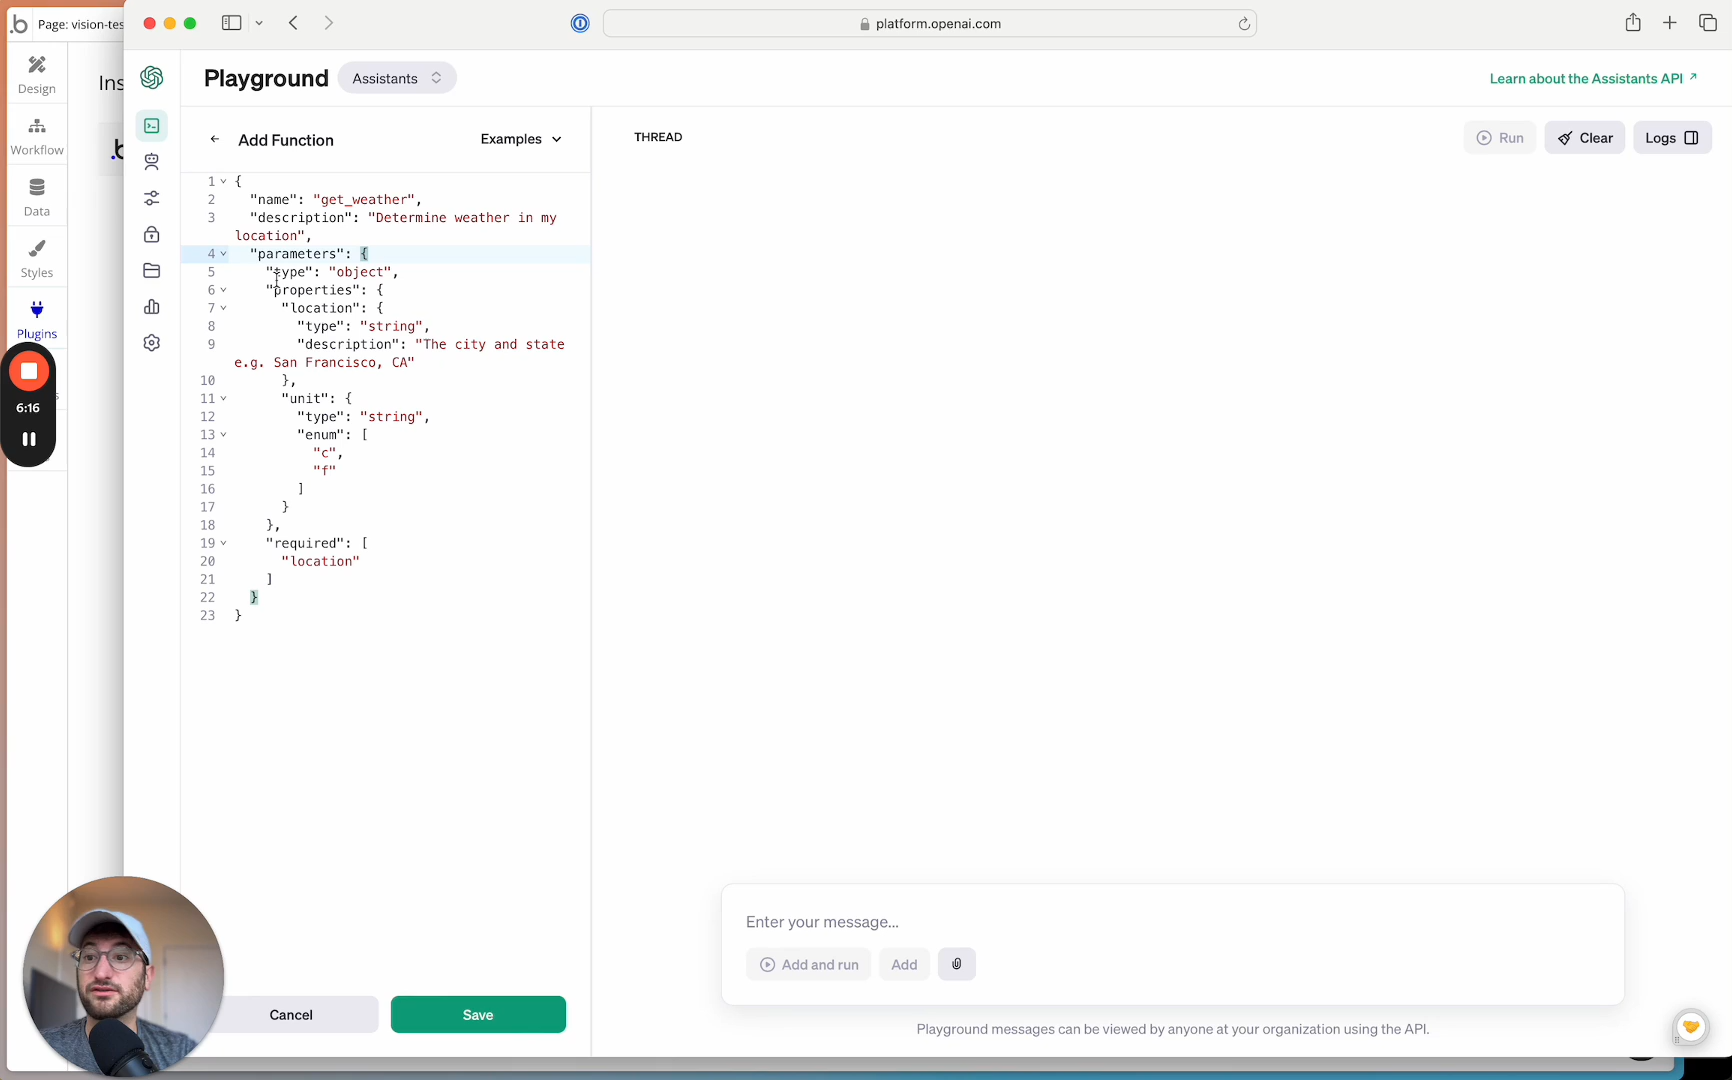 Page: vision-tes
platform.openai.com
Design
Workflow
Data
Styles
Plugins
Ins
6:16
Playground
Assistants
Learn about the Assistants API
Add Function
Examples
THREAD
Run
Clear
Logs
1 {
2 "name": "get_weather",
3 "description": "Determine weather in my
location",
4 "parameters": {
5 "type": "object",
6 "properties": {
7 "location": {
8 "type": "string",
9 "description": "The city and state
e.g. San Francisco, CA"
10 },
11 "unit": {
12 "type": "string",
13 "enum": [
14 "c",
15 "f"
16 ]
17 }
18 },
19 "required": [
20 "location"
21 ]
22 }
23 }
Cancel
Save
Enter your message...
Add and run
Add
Playground messages can be viewed by anyone at your organization using the API.